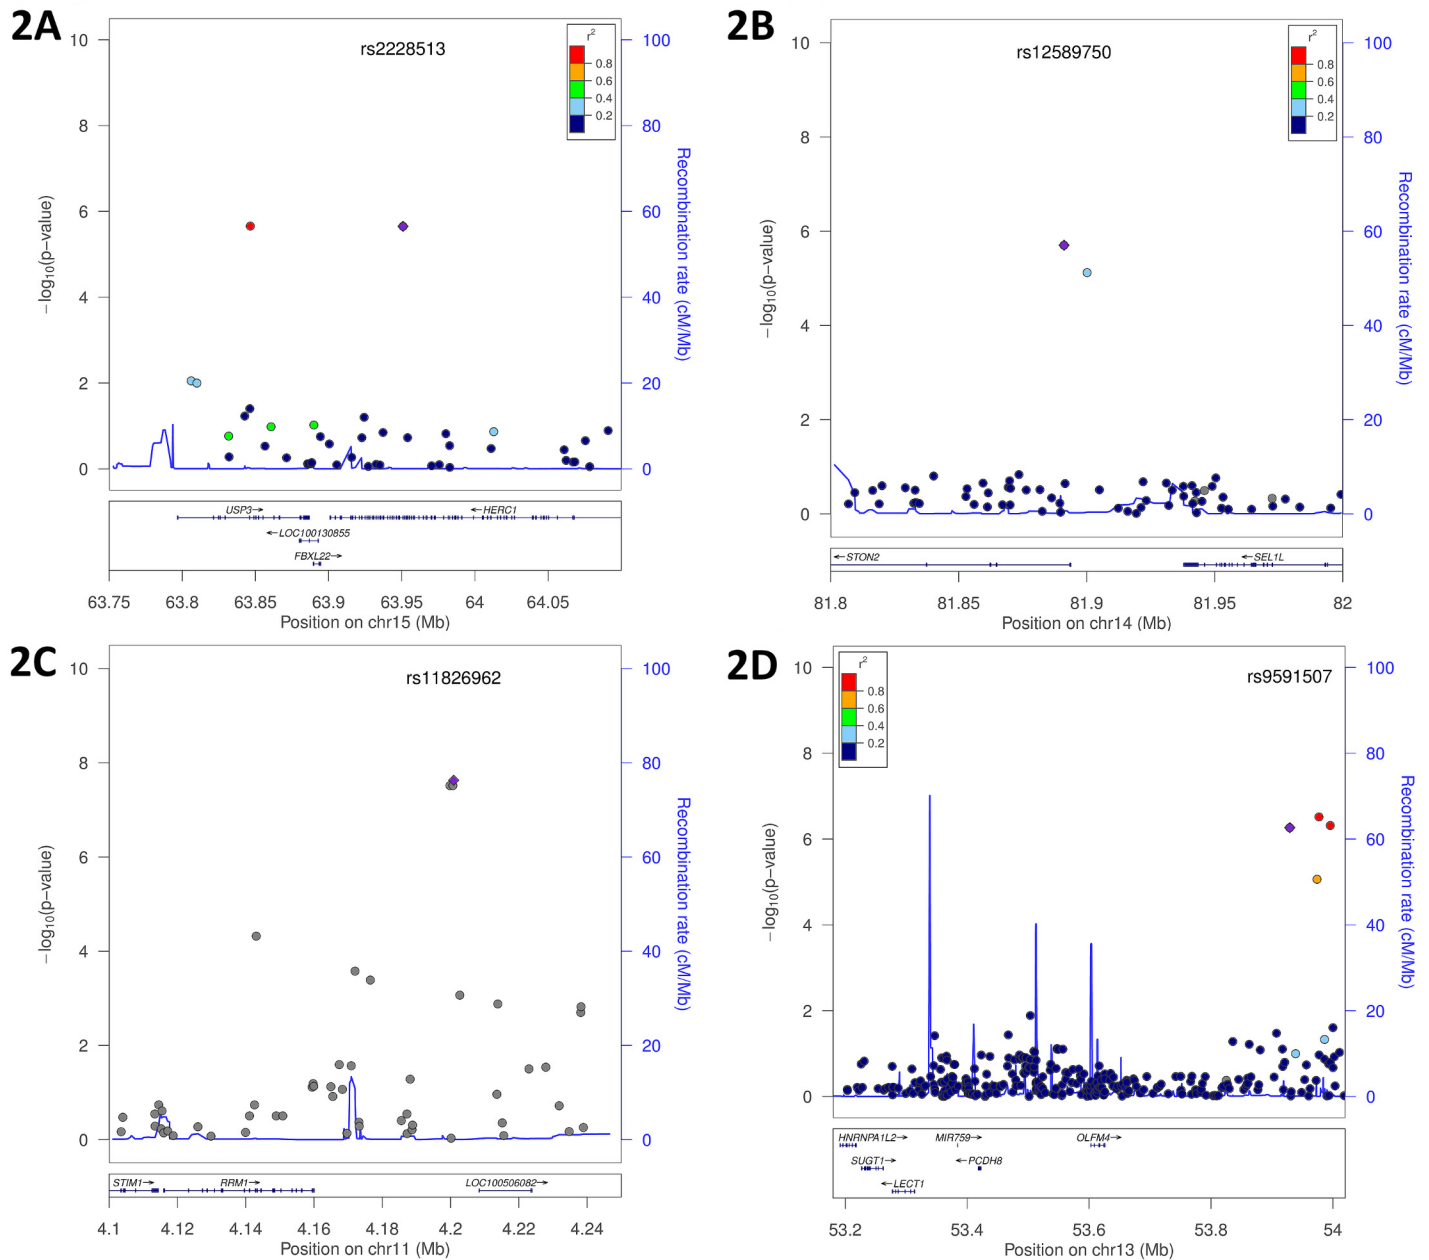 2A
rs2228513
r2
0.8
0.6
0.4
0.2
10
8
6
4
2
0
−log10(p−value)
100
80
60
40
20
0
Recombination rate (cM/Mb)
USP3→
←HERC1
←LOC100130855
FBXL22→
63.75 63.8 63.85 63.9 63.95 64 64.05
Position on chr15 (Mb)
2B
rs12589750
r2
0.8
0.6
0.4
0.2
10
8
6
4
2
0
−log10(p−value)
100
80
60
40
20
0
Recombination rate (cM/Mb)
←STON2
←SEL1L
81.8 81.85 81.9 81.95 82
Position on chr14 (Mb)
2C
rs11826962
10
8
6
4
2
0
−log10(p−value)
100
80
60
40
20
0
Recombination rate (cM/Mb)
STIM1→
RRM1→
LOC100506082→
4.1 4.12 4.14 4.16 4.18 4.2 4.22 4.24
Position on chr11 (Mb)
2D
rs9591507
r2
0.8
0.6
0.4
0.2
10
8
6
4
2
0
−log10(p−value)
100
80
60
40
20
0
Recombination rate (cM/Mb)
HNRNPA1L2→
MIR759→
OLFM4→
SUGT1→
←PCDH8
←LECT1
53.2 53.4 53.6 53.8 54
Position on chr13 (Mb)